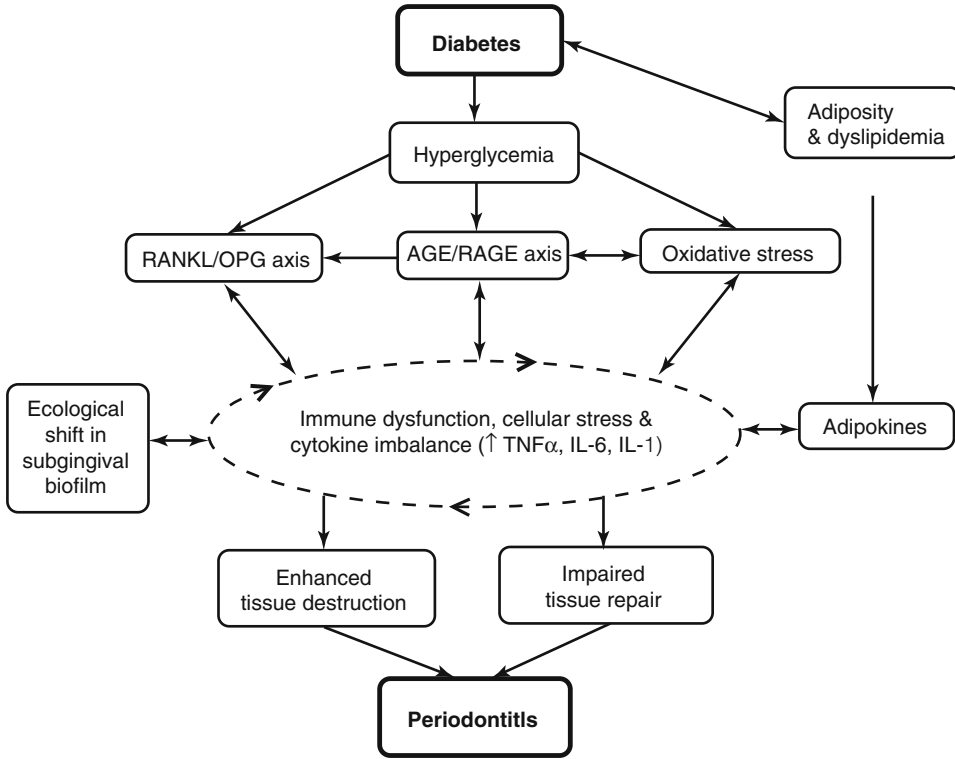 Diabetes
Adiposity
& dyslipidemia
Hyperglycemia
RANKL/OPG axis
AGE/RAGE axis
Oxidative stress
Ecological
shift in
subgingival
biofilm
Immune dysfunction, cellular stress &
cytokine imbalance (↑ TNFα, IL-6, IL-1)
Adipokines
Enhanced
tissue destruction
Impaired
tissue repair
Periodontitls